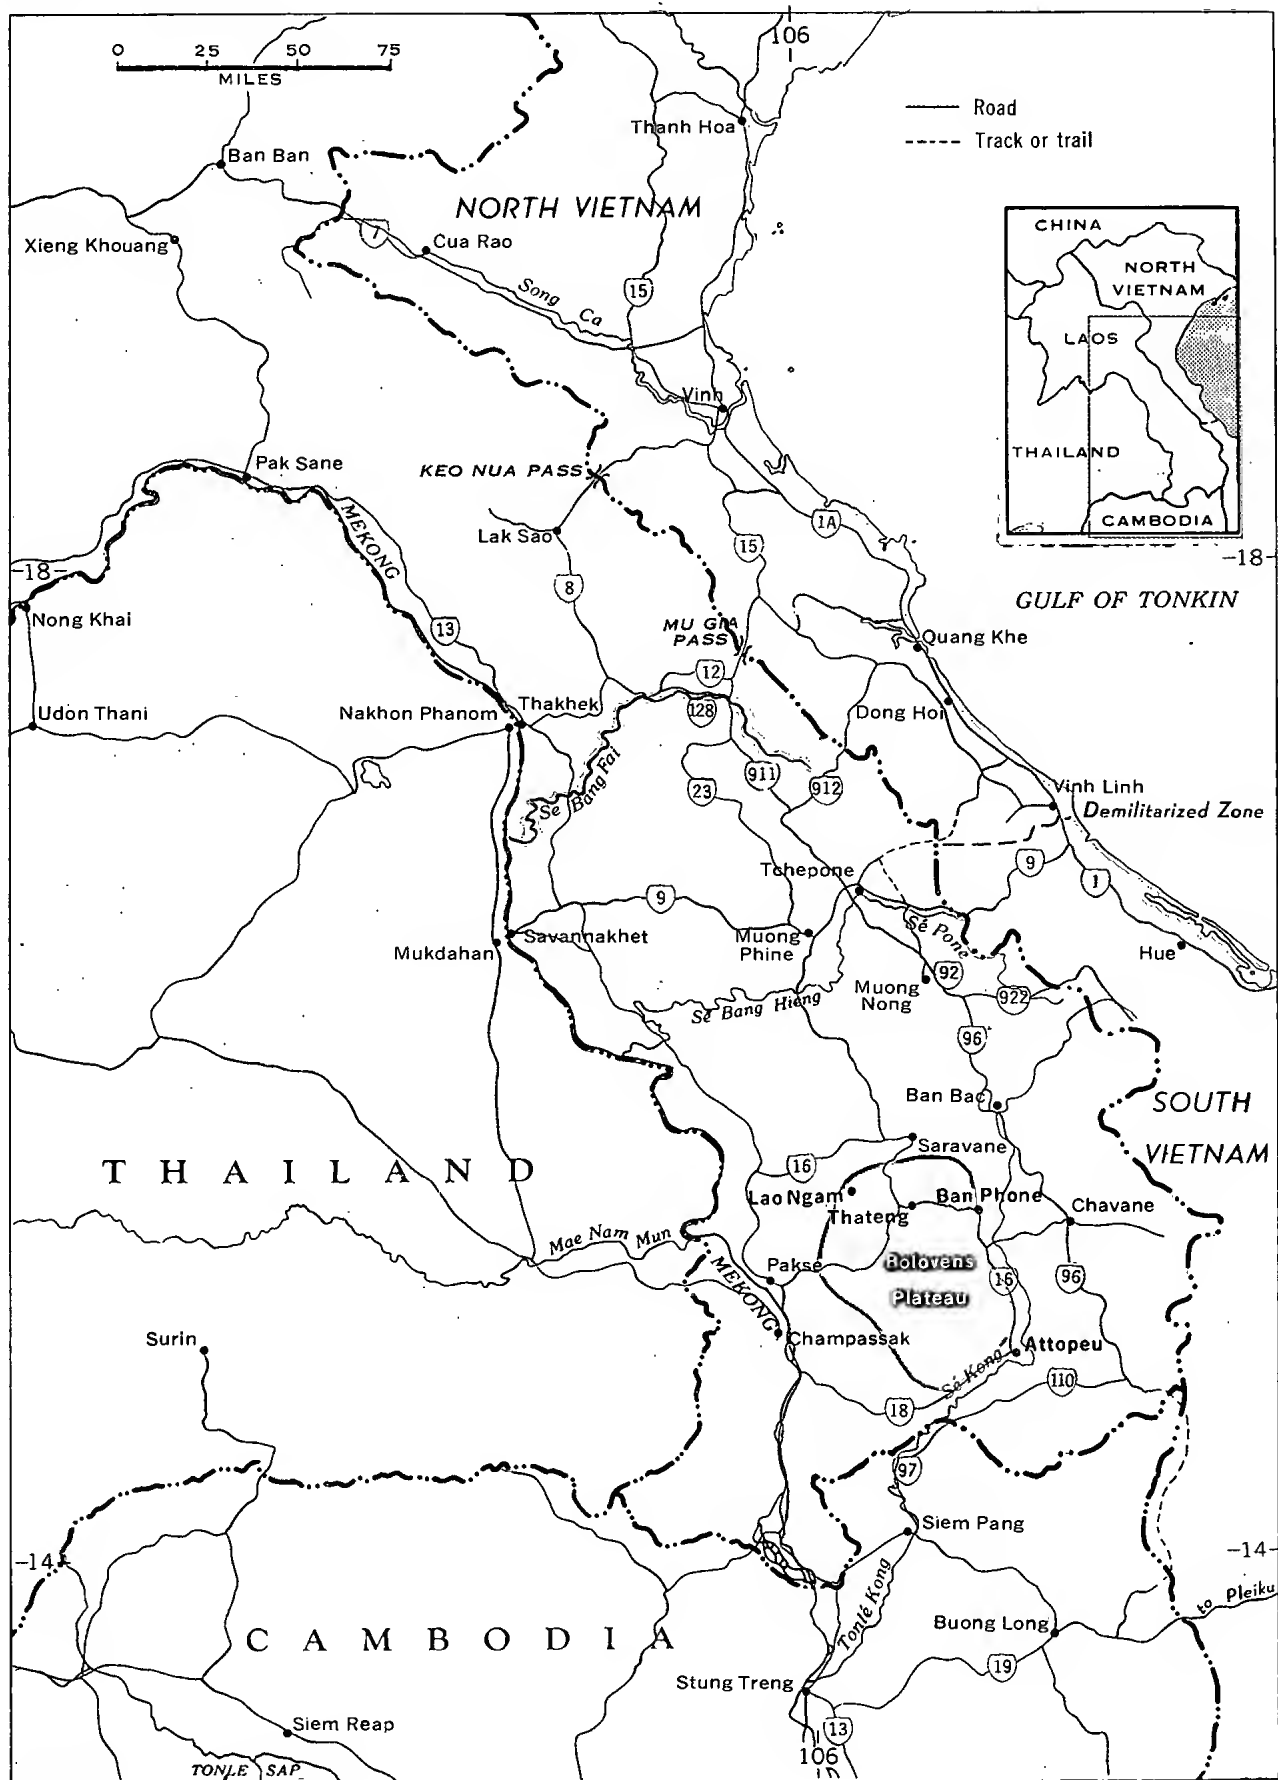 106
0 25 50 75
MILES
Road
Track or trail
Thanh Hoa
Ban Ban
NORTH VIETNAM
Xieng Khouang
7
Cua Rao
CHINA
NORTH
VIETNAM
LAOS
THAILAND
CAMBODIA
Song Ca
15
Vinh
Pak Sane
KEO NUA PASS
MEKONG
Lak Sao
1A
15
18
18
8
GULF OF TONKIN
Nong Khai
13
MU GIA
PASS
Quang Khe
12
Udon Thani
Nakhon Phanom
Thakhek
128
Dong Hoi
Se Bang Fai
23
911
912
Vinh Linh
Demilitarized Zone
Tchepone
9
1
9
Savannakhet
Mukdahan
Muong
Phine
Sé Pone
Hue
92
Muong
Nong
922
Se Bang Hieng
96
Ban Bac
SOUTH
VIETNAM
THAILAND
Saravane
16
Lao Ngam
Thateng
Ban Phone
Chavane
Mae Nam Mun
MEKONG
Pakse
Bolovens
Plateau
16
96
Surin
Champassak
Attopeu
Sé Kong
110
18
97
Siem Pang
14
14
Tonlé Kong
to Pleiku
CAMBODIA
Buong Long
19
Stung Treng
Siem Reap
13
106
TONLE SAP